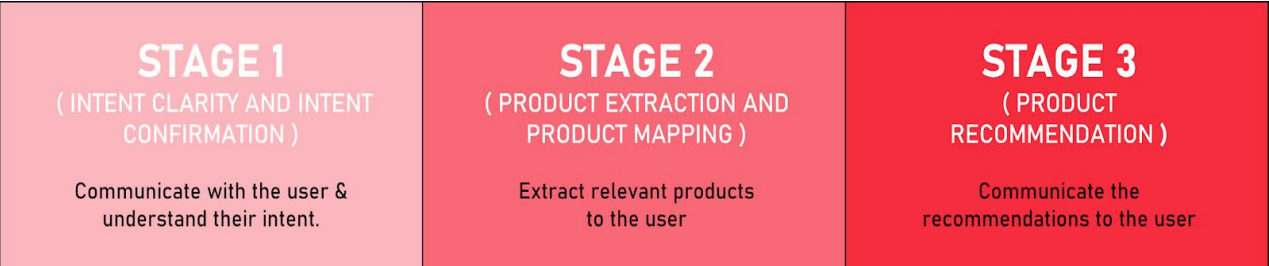 STAGE 1
( INTENT CLARITY AND INTENT
CONFIRMATION )
Communicate with the user &
understand their intent.
STAGE 2
( PRODUCT EXTRACTION AND
PRODUCT MAPPING )
Extract relevant products
to the user
STAGE 3
( PRODUCT
RECOMMENDATION )
Communicate the
recommendations to the user